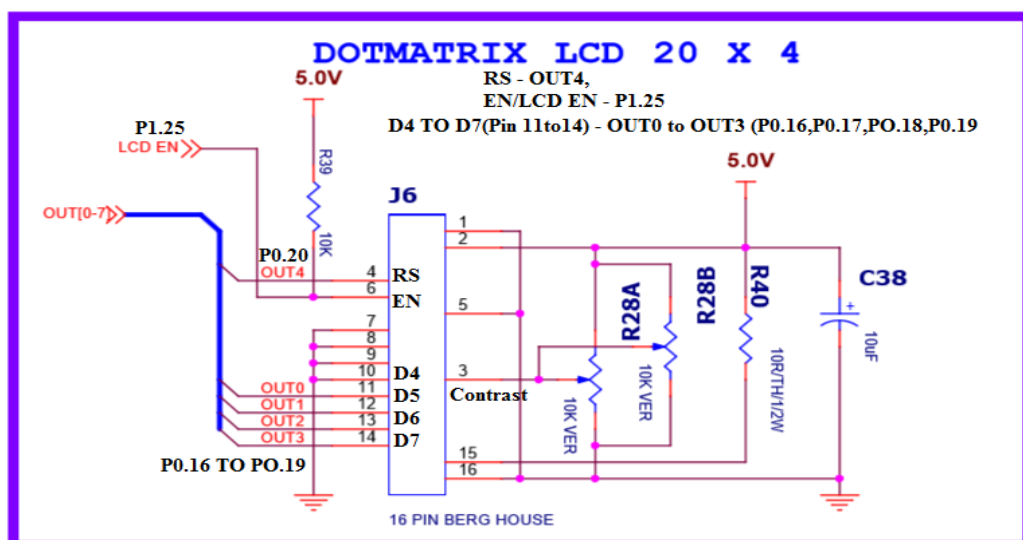 DOTMATRIX LCD 20 X 4
5.0V
RS - OUT4,
EN/LCD EN - P1.25
D4 TO D7(Pin 11to14) - OUT0 to OUT3 (P0.16,P0.17,PO.18,P0.19
P1.25
LCD EN
R39
10K
5.0V
J6
OUT[0-7]
P0.20
OUT4
4
6
RS
EN
1
2
5
3
Contrast
7
8
9
10
11
12
13
14
D4
D5
D6
D7
OUT0
OUT1
OUT2
OUT3
P0.16 TO PO.19
15
16
R28A
10K VER
R28B
10K VER
R40
10R/TH/1/2W
C38
+
10uF
16 PIN BERG HOUSE